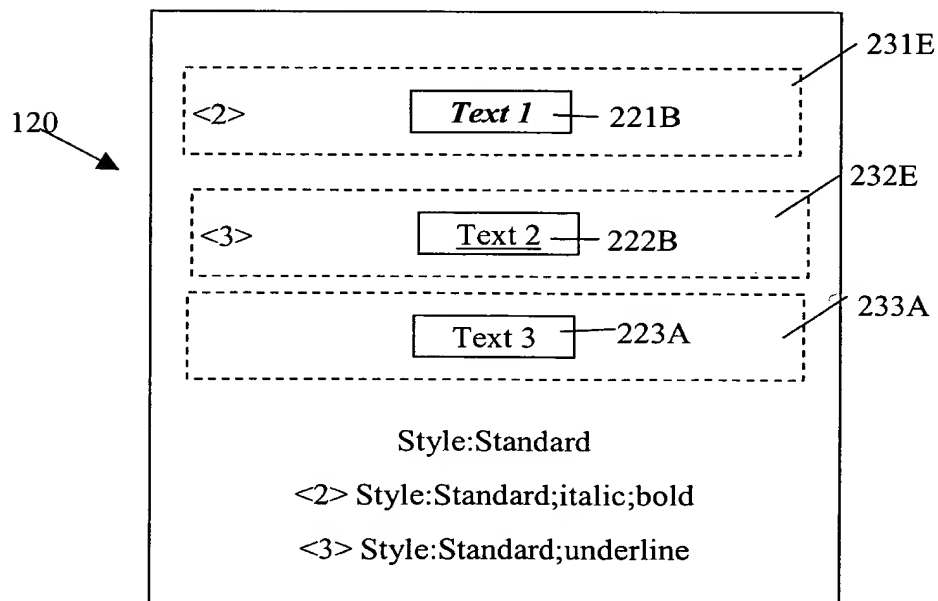 231E
<2> Text 1 221B
120
232E
<3> Text 2 222B
233A
Text 3 223A
Style:Standard
<2> Style:Standard;italic;bold
<3> Style:Standard;underline